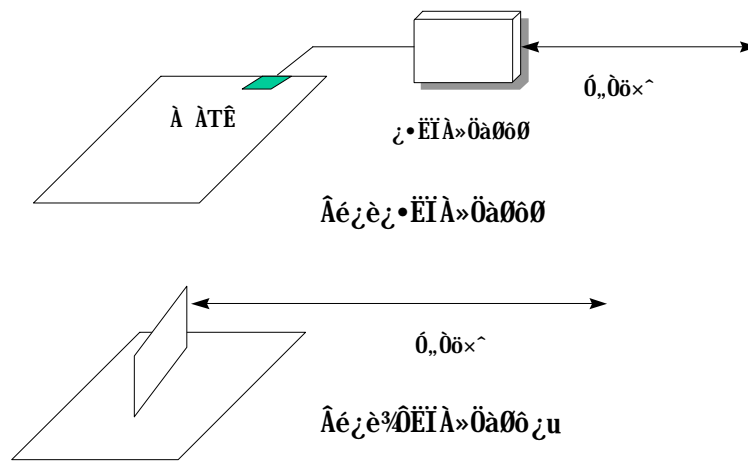 À ÀTÊ
Ó„Òö×ˆ
¿•ËÏÀ»ÖàØôØ
Âé¿è¿•ËÏÀ»ÖàØôØ
Ó„Òö×ˆ
Âé¿è¾ÔËÏÀ»ÖàØô¿u